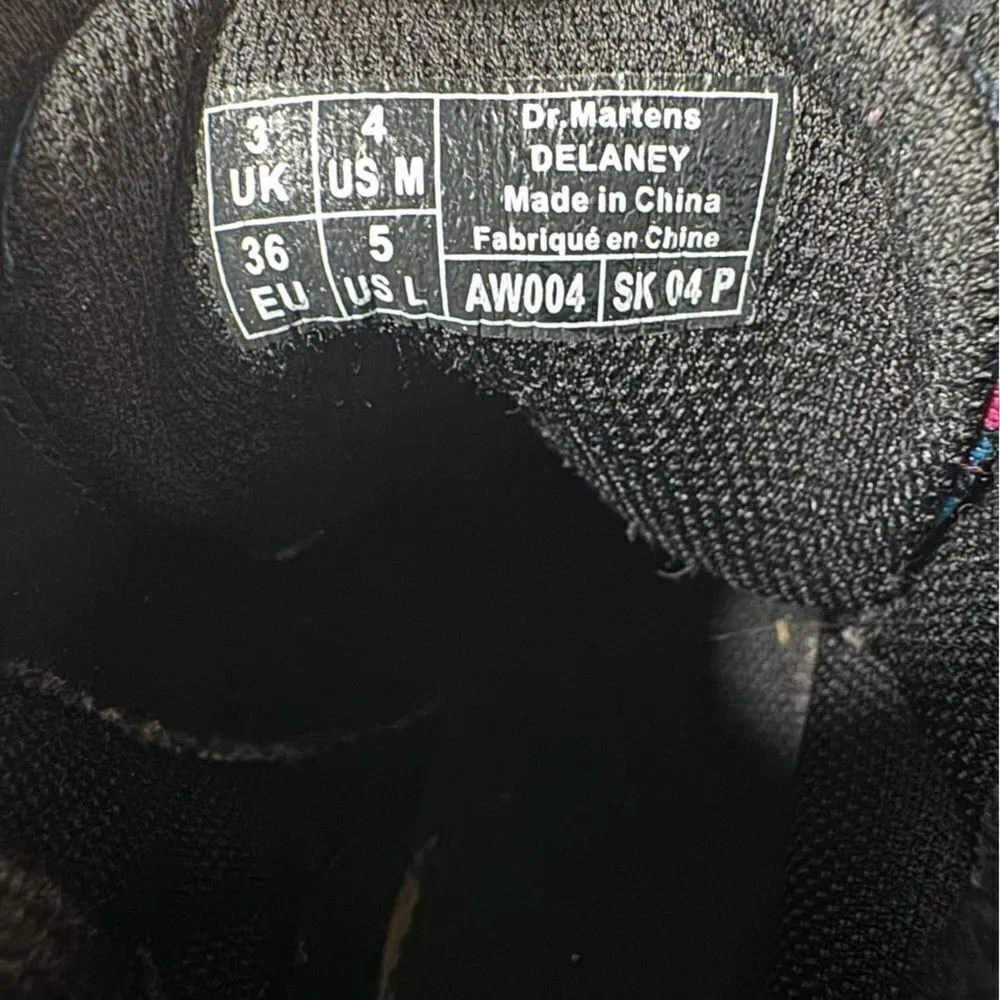 3
UK
4
US M
36
EU
5
US L
Dr.Martens
DELANEY
Made in China
Fabriqué en Chine
AW004
SK 04 P